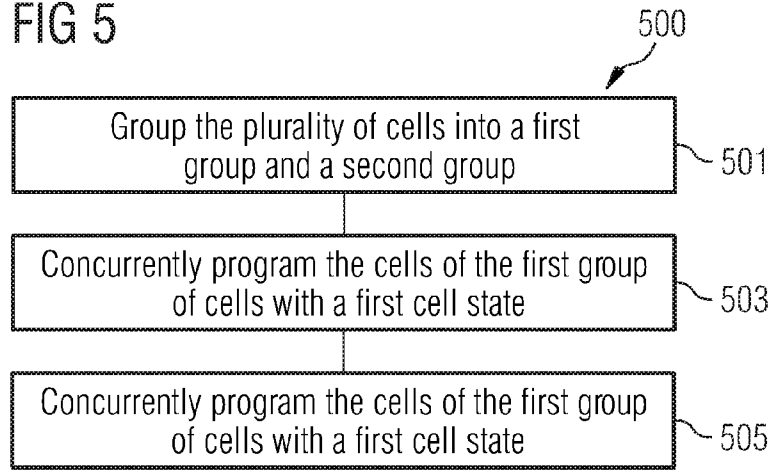 FIG 5
500
Group the plurality of cells into a first
group and a second group
501
Concurrently program the cells of the first group
of cells with a first cell state
503
Concurrently program the cells of the first group
of cells with a first cell state
505